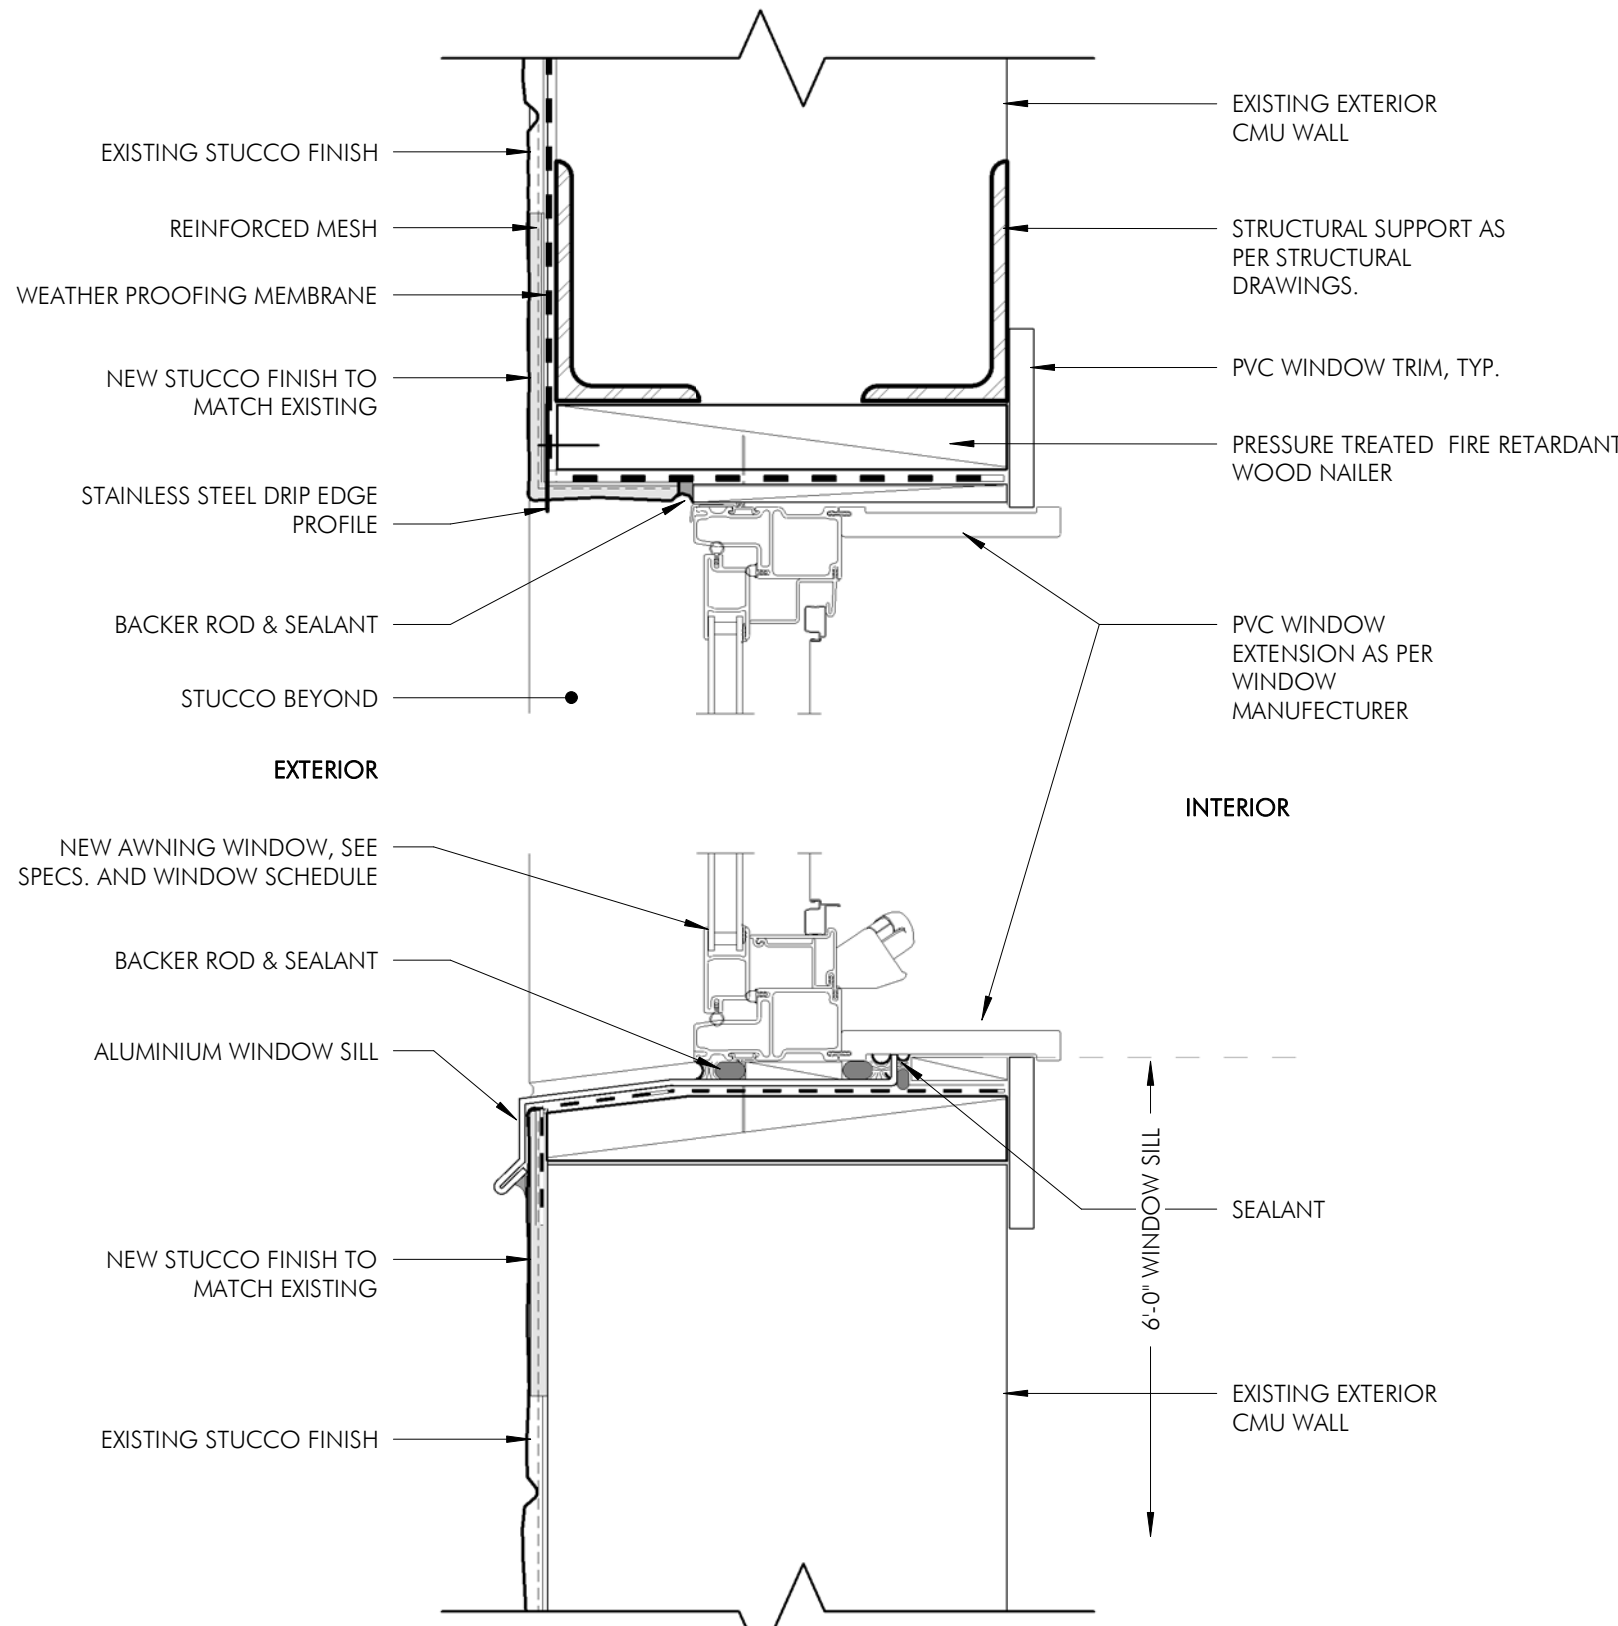 EXISTING STUCCO FINISH
REINFORCED MESH
WEATHER PROOFING MEMBRANE
NEW STUCCO FINISH TO
MATCH EXISTING
STAINLESS STEEL DRIP EDGE
PROFILE
BACKER ROD & SEALANT
STUCCO BEYOND
EXTERIOR
NEW AWNING WINDOW, SEE
SPECS. AND WINDOW SCHEDULE
BACKER ROD & SEALANT
ALUMINIUM WINDOW SILL
NEW STUCCO FINISH TO
MATCH EXISTING
EXISTING STUCCO FINISH
EXISTING EXTERIOR
CMU WALL
STRUCTURAL SUPPORT AS
PER STRUCTURAL
DRAWINGS.
PVC WINDOW TRIM, TYP.
PRESSURE TREATED FIRE RETARDANT
WOOD NAILER
PVC WINDOW
EXTENSION AS PER
WINDOW
MANUFECTURER
INTERIOR
6'-0" WINDOW SILL
SEALANT
EXISTING EXTERIOR
CMU WALL